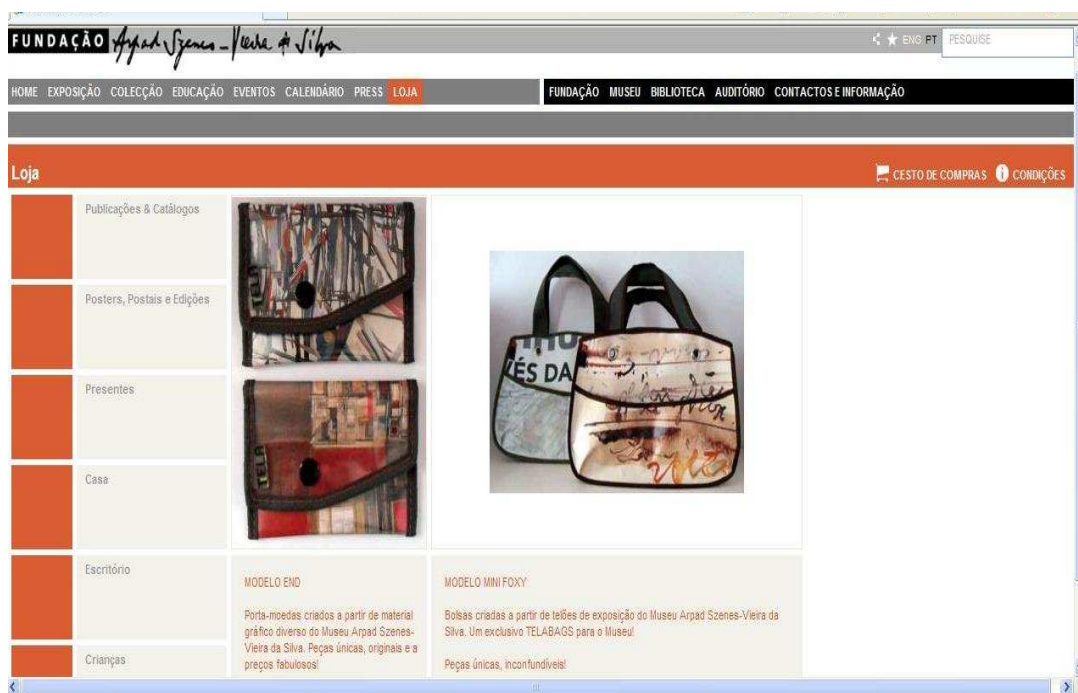 FUNDAÇÃO Arpad Szenes - Vieira da Silva
ENG PT PESQUISE
HOME EXPOSIÇÃO COLECÇÃO EDUCAÇÃO EVENTOS CALENDÁRIO PRESS LOJA
FUNDAÇÃO MUSEU BIBLIOTECA AUDITÓRIO CONTACTOS E INFORMAÇÃO
Loja
CESTO DE COMPRAS CONDIÇÕES
Publicações & Catálogos
Posters, Postais e Edições
Presentes
Casa
Escritório
Crianças
TELA
TELA
VÉS DA
MODELO END
Porta-moedas criados a partir de material
gráfico diverso do Museu Arpad Szenes-
Vieira da Silva. Peças únicas, originais e a
preços fabulosos!
MODELO MINI FOXY
Bolsas criadas a partir de telões de exposição do Museu Arpad Szenes-Vieira da
Silva. Um exclusivo TELABAGS para o Museu!
Peças únicas, inconfundíveis!